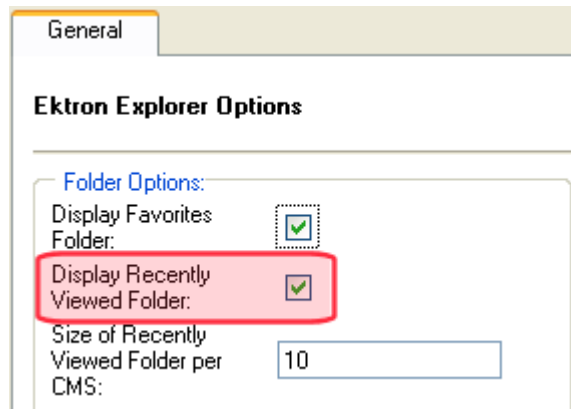 General
Ektron Explorer Options
Folder Options:
Display Favorites
Folder:
Display Recently
Viewed Folder:
Size of Recently
Viewed Folder per
CMS:
10